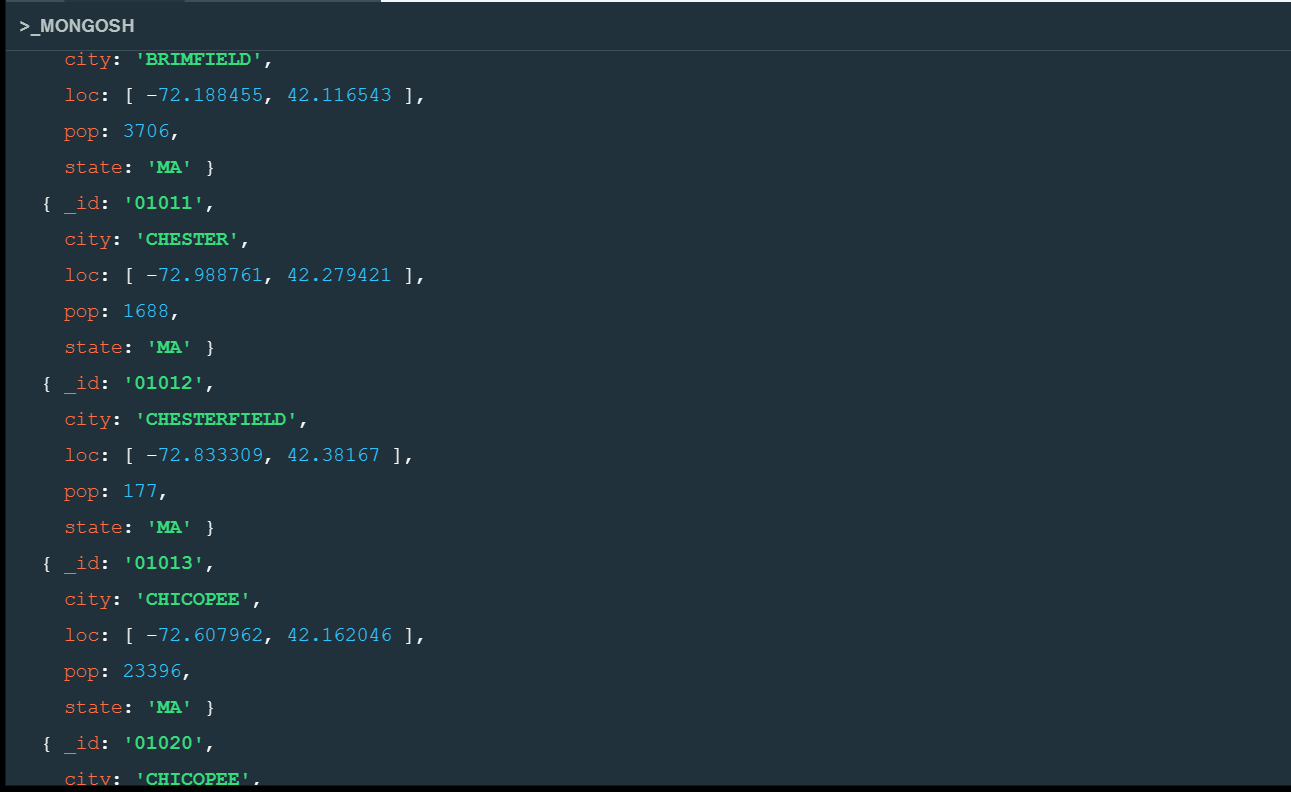 >_MONGOSH
city: 'BRIMFIELD',
loc: [ -72.188455, 42.116543 ],
pop: 3706,
state: 'MA' }
{ _id: '01011',
city: 'CHESTER',
loc: [ -72.988761, 42.279421 ],
pop: 1688,
state: 'MA' }
{ _id: '01012',
city: 'CHESTERFIELD',
loc: [ -72.833309, 42.38167 ],
pop: 177,
state: 'MA' }
{ _id: '01013',
city: 'CHICOPEE',
loc: [ -72.607962, 42.162046 ],
pop: 23396,
state: 'MA' }
{ _id: '01020',
city: 'CHICOPEE',